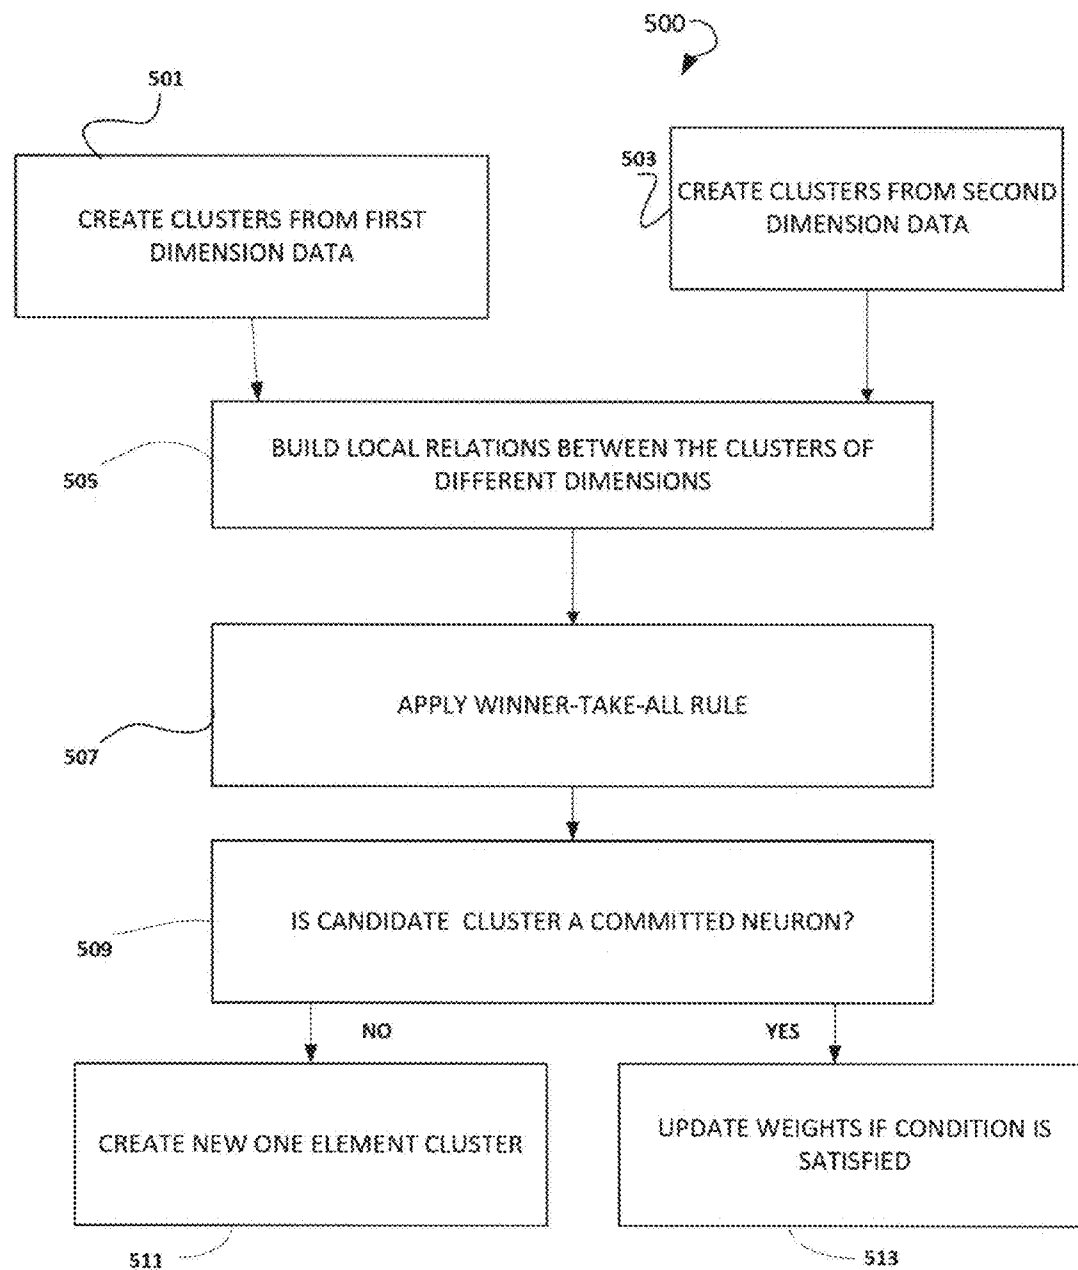 500
501
503
CREATE CLUSTERS FROM FIRST
DIMENSION DATA
CREATE CLUSTERS FROM SECOND
DIMENSION DATA
BUILD LOCAL RELATIONS BETWEEN THE CLUSTERS OF
DIFFERENT DIMENSIONS
505
APPLY WINNER-TAKE-ALL RULE
507
IS CANDIDATE CLUSTER A COMMITTED NEURON?
509
NO
YES
CREATE NEW ONE ELEMENT CLUSTER
UPDATE WEIGHTS IF CONDITION IS
SATISFIED
511
513